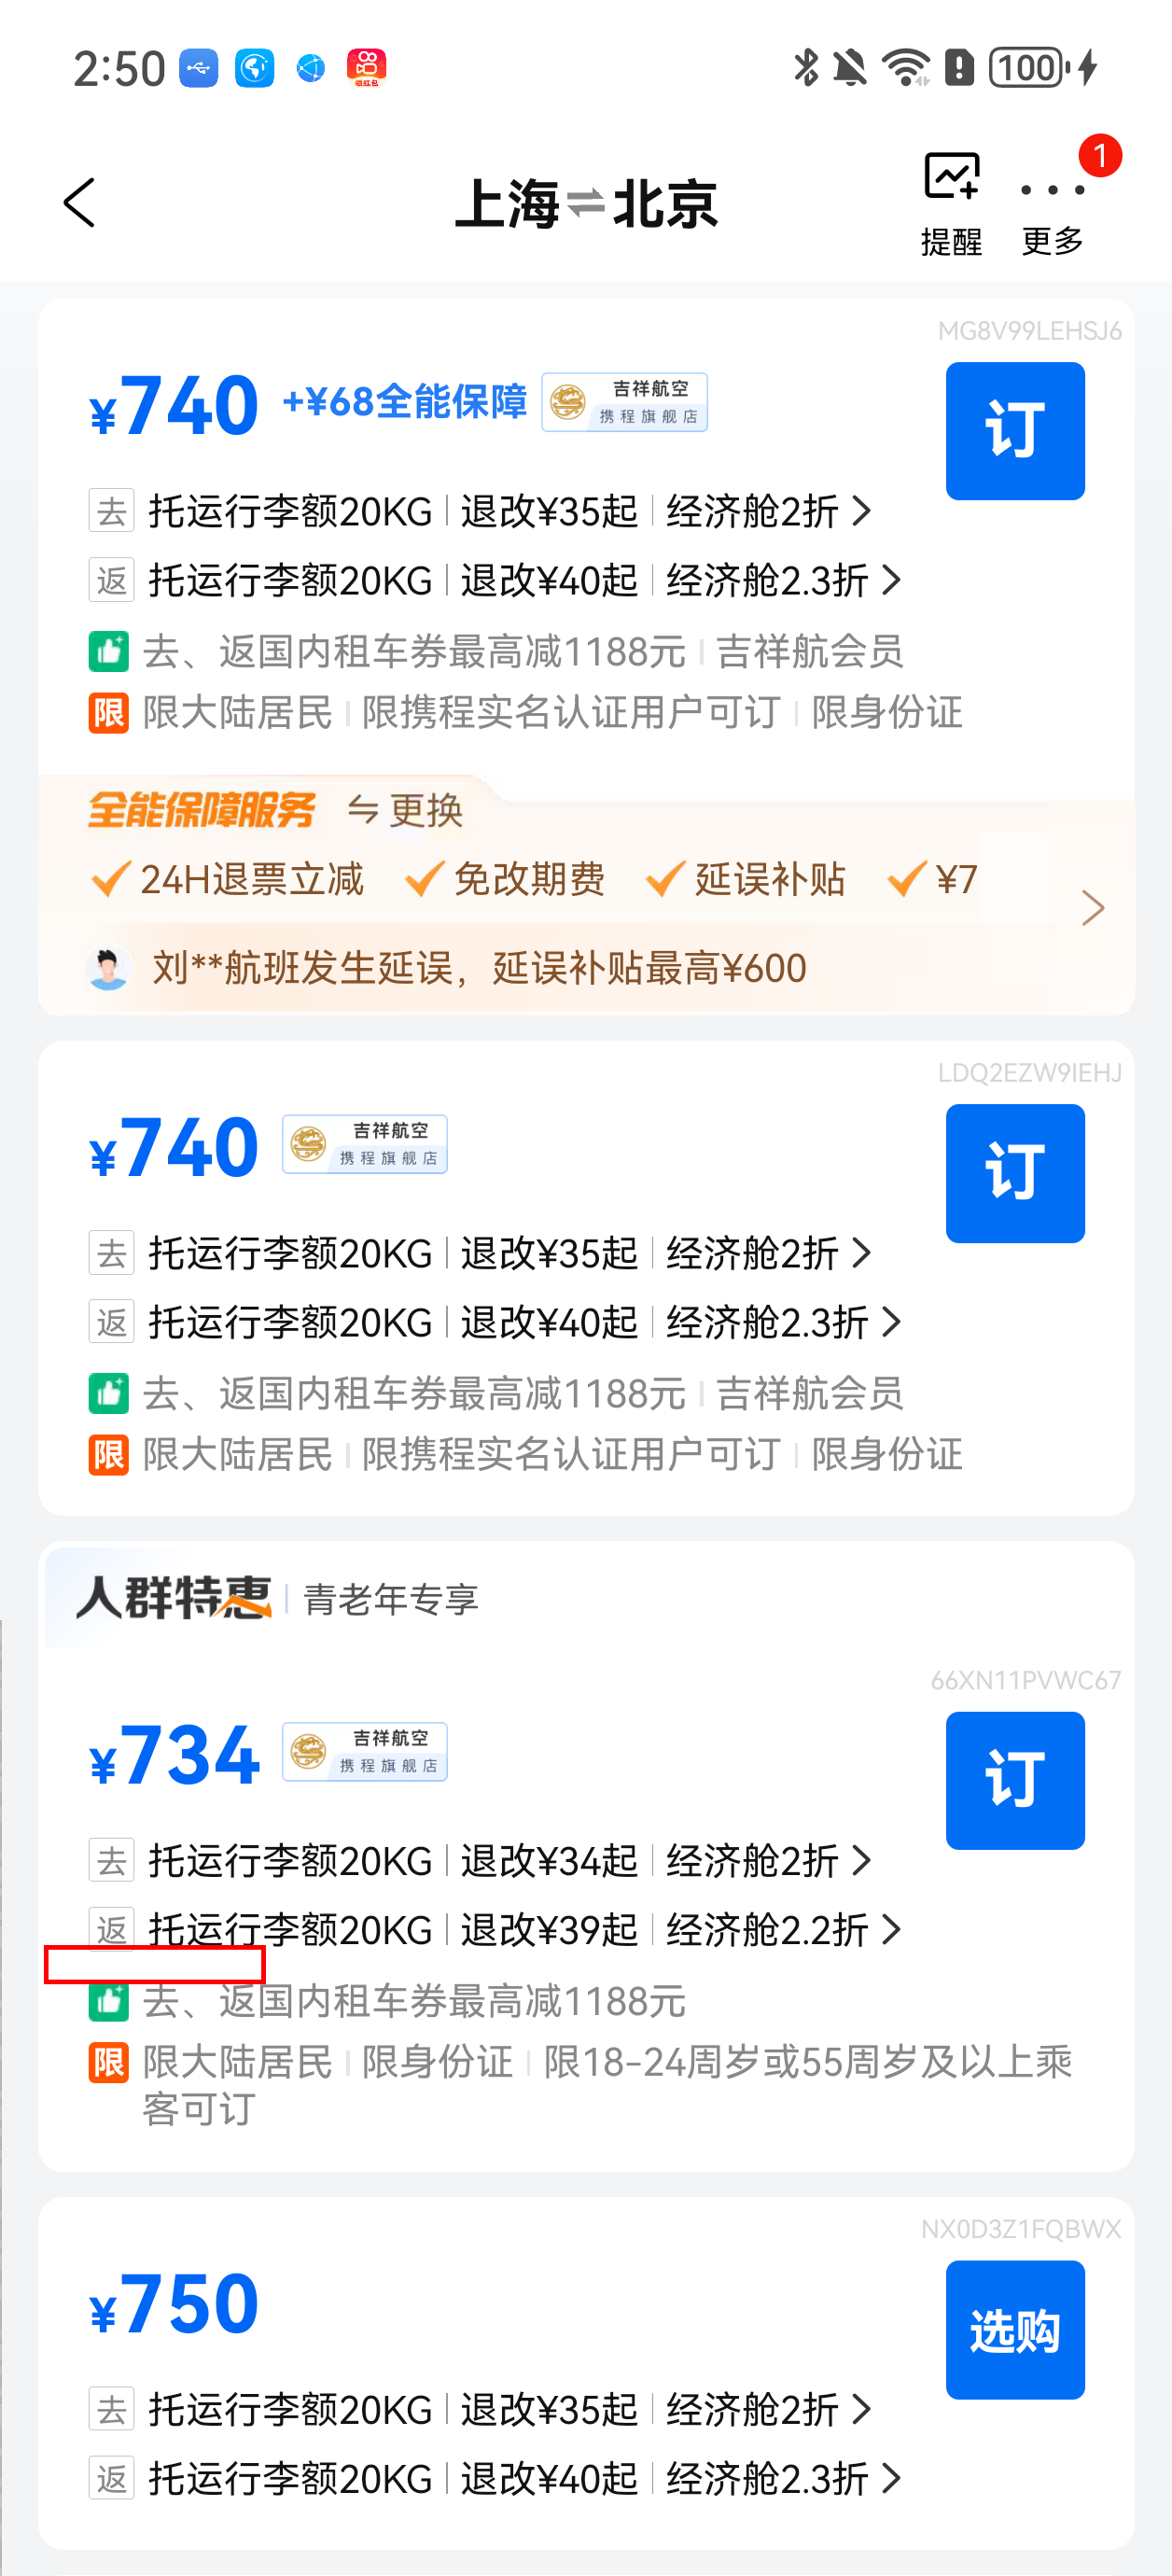 2:50
领红包
100
上海⇌北京
提醒
更多
1
MG8V99LEHSJ6
¥740 +¥68全能保障 吉祥航空 携程旗舰店
订
去 托运行李额20KG 退改¥35起 经济舱2折
返 托运行李额20KG 退改¥40起 经济舱2.3折
去、返国内租车券最高减1188元 吉祥航会员
限 限大陆居民 限携程实名认证用户可订 限身份证
全能保障服务 ⇋更换
24H退票立减 免改期费 延误补贴 ¥7
刘**航班发生延误，延误补贴最高¥600
LDQ2EZW9IEHJ
¥740 吉祥航空 携程旗舰店
订
去 托运行李额20KG 退改¥35起 经济舱2折
返 托运行李额20KG 退改¥40起 经济舱2.3折
去、返国内租车券最高减1188元 吉祥航会员
限 限大陆居民 限携程实名认证用户可订 限身份证
人群特惠 青老年专享
66XN11PVWC67
¥734 吉祥航空 携程旗舰店
订
去 托运行李额20KG 退改¥34起 经济舱2折
返 托运行李额20KG 退改¥39起 经济舱2.2折
去、返国内租车券最高减1188元
限 限大陆居民 限身份证 限18-24周岁或55周岁及以上乘
客可订
NX0D3Z1FQBWX
¥750
选购
去 托运行李额20KG 退改¥35起 经济舱2折
返 托运行李额20KG 退改¥40起 经济舱2.3折